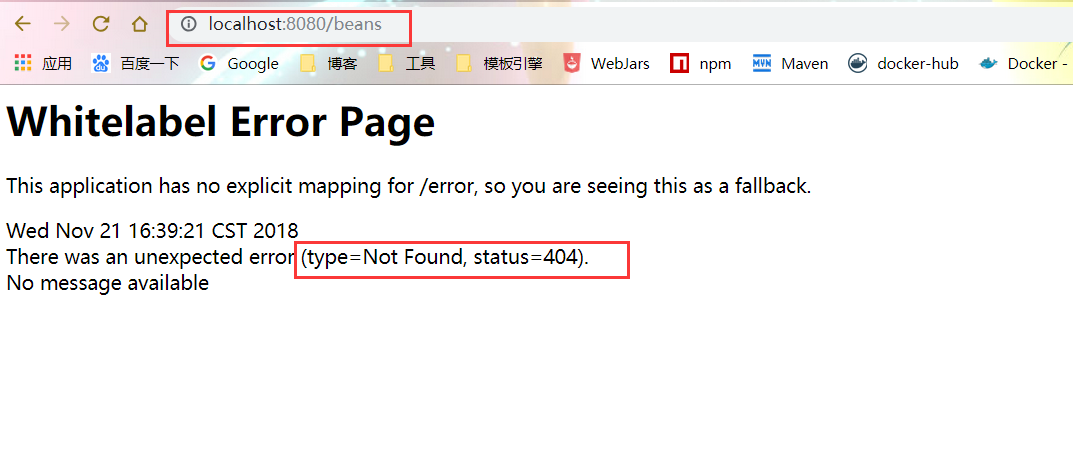 localhost:8080/beans
应用 百度一下 Google 博客 工具 模板引擎 WebJars npm Maven docker-hub Docker -
Whitelabel Error Page
This application has no explicit mapping for /error, so you are seeing this as a fallback.
Wed Nov 21 16:39:21 CST 2018
There was an unexpected error (type=Not Found, status=404).
No message available